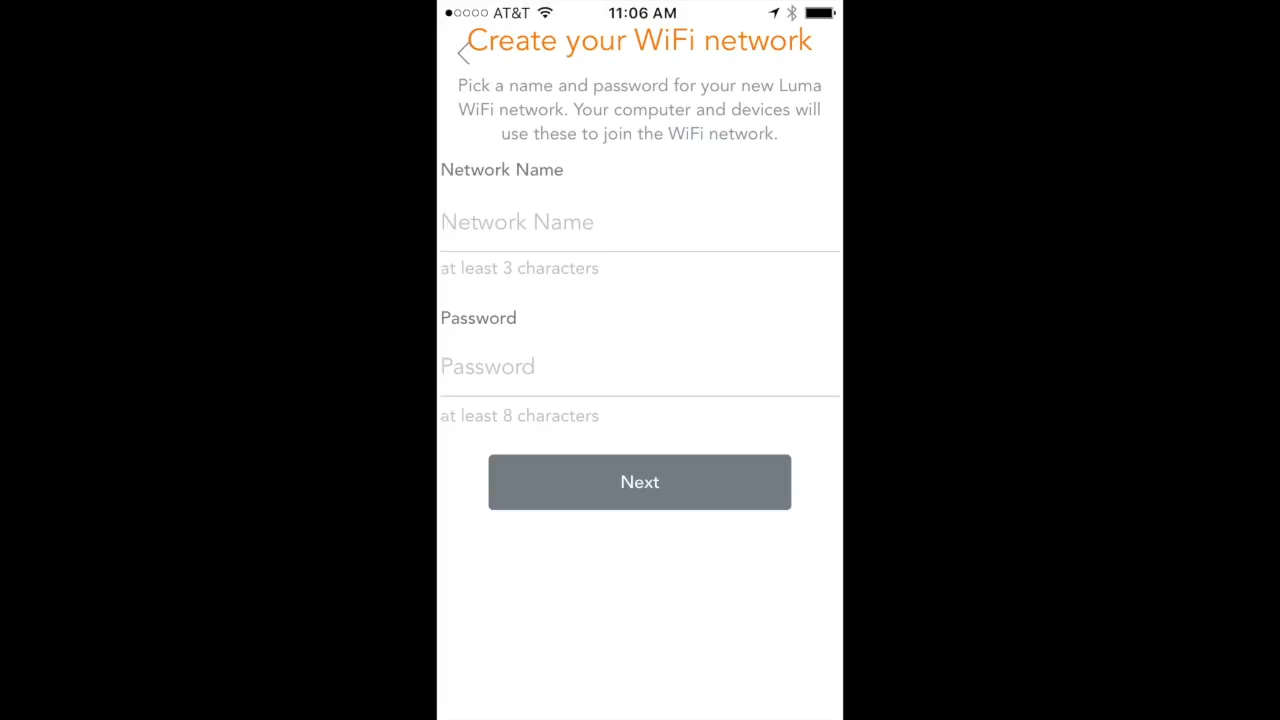 AT&T 11:06 AM
Create your WiFi network
Pick a name and password for your new Luma
WiFi network. Your computer and devices will
use these to join the WiFi network.
Network Name
Network Name
at least 3 characters
Password
Password
at least 8 characters
Next